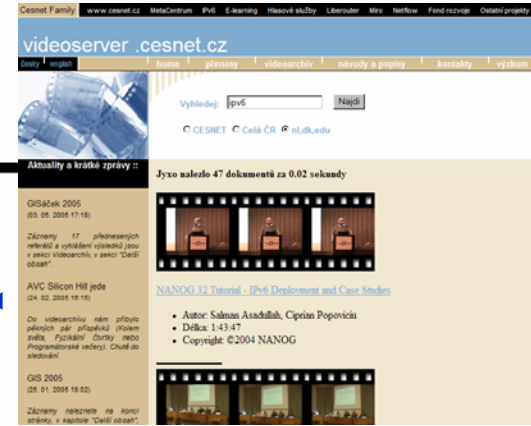 Cesnet Family www.cesnet.cz MetaCentrum IPv6 E-learning Hlasové služby Liberouter Miro Netflow Fond rozvoje Ostatní projekty
videoserver .cesnet.cz
česky english home přenosy videoarchiv návody a popisy kontakty výzkum
Vyhledej: ipv6 Najdi
CESNET Celá ČR nl,dk,edu
Aktuality a krátké zprávy ::
Jyxo nalezlo 47 dokumentů za 0.02 sekundy
GISáček 2005
(03. 05. 2005 17:18)
Záznamy 17 přednesených
referátů a vyhlášení výsledků jsou
v sekci Videoarchiv, v sekci "Další
obsah".
NANOG 32 Tutorial - IPv6 Deployment and Case Studies
AVC Silicon Hill jede
(24. 02. 2005 16:15)
Autor: Salman Asadullah, Ciprian Popoviciu
Délka: 1:43:47
Copyright: ©2004 NANOG
Do videoarchivu nám přibylo
pěkných pár příspěvků (Kolem
světa, Fyzikální čtvrtky nebo
Programátorské večery). Chutě do
sledování.
GIS 2005
(25. 01. 2005 18:02)
Záznamy naleznete na konci
stránky, v kapitole "Další obsah",